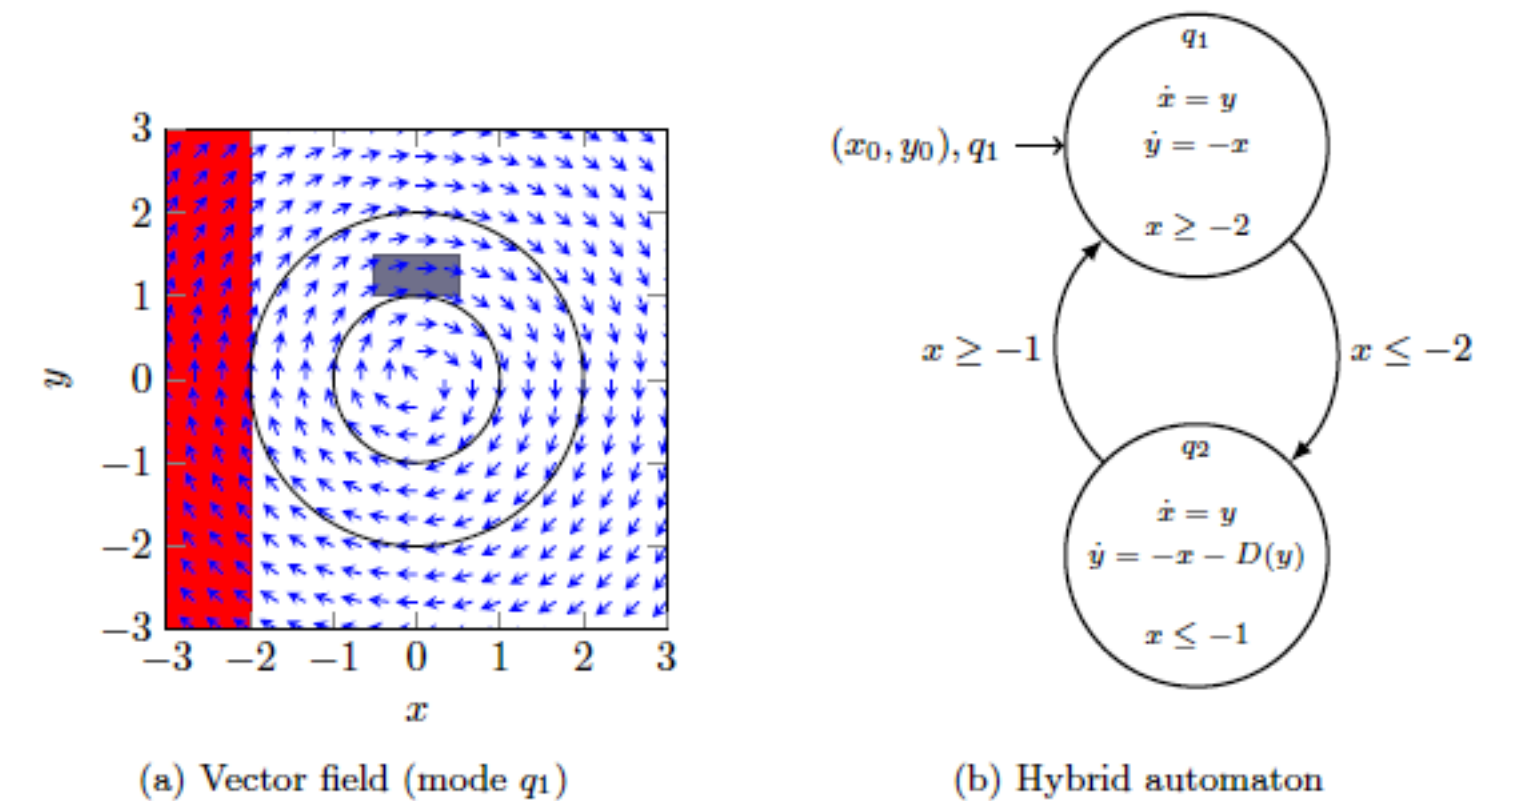 3
2
1
0
−1
−2
−3
y
−3 −2 −1 0 1 2 3
x
(a) Vector field (mode q₁)
(x₀, y₀), q₁
q₁
ẋ = y
ẏ = −x
x ≥ −2
x ≥ −1
x ≤ −2
q₂
ẋ = y
ẏ = −x − D(y)
x ≤ −1
(b) Hybrid automaton